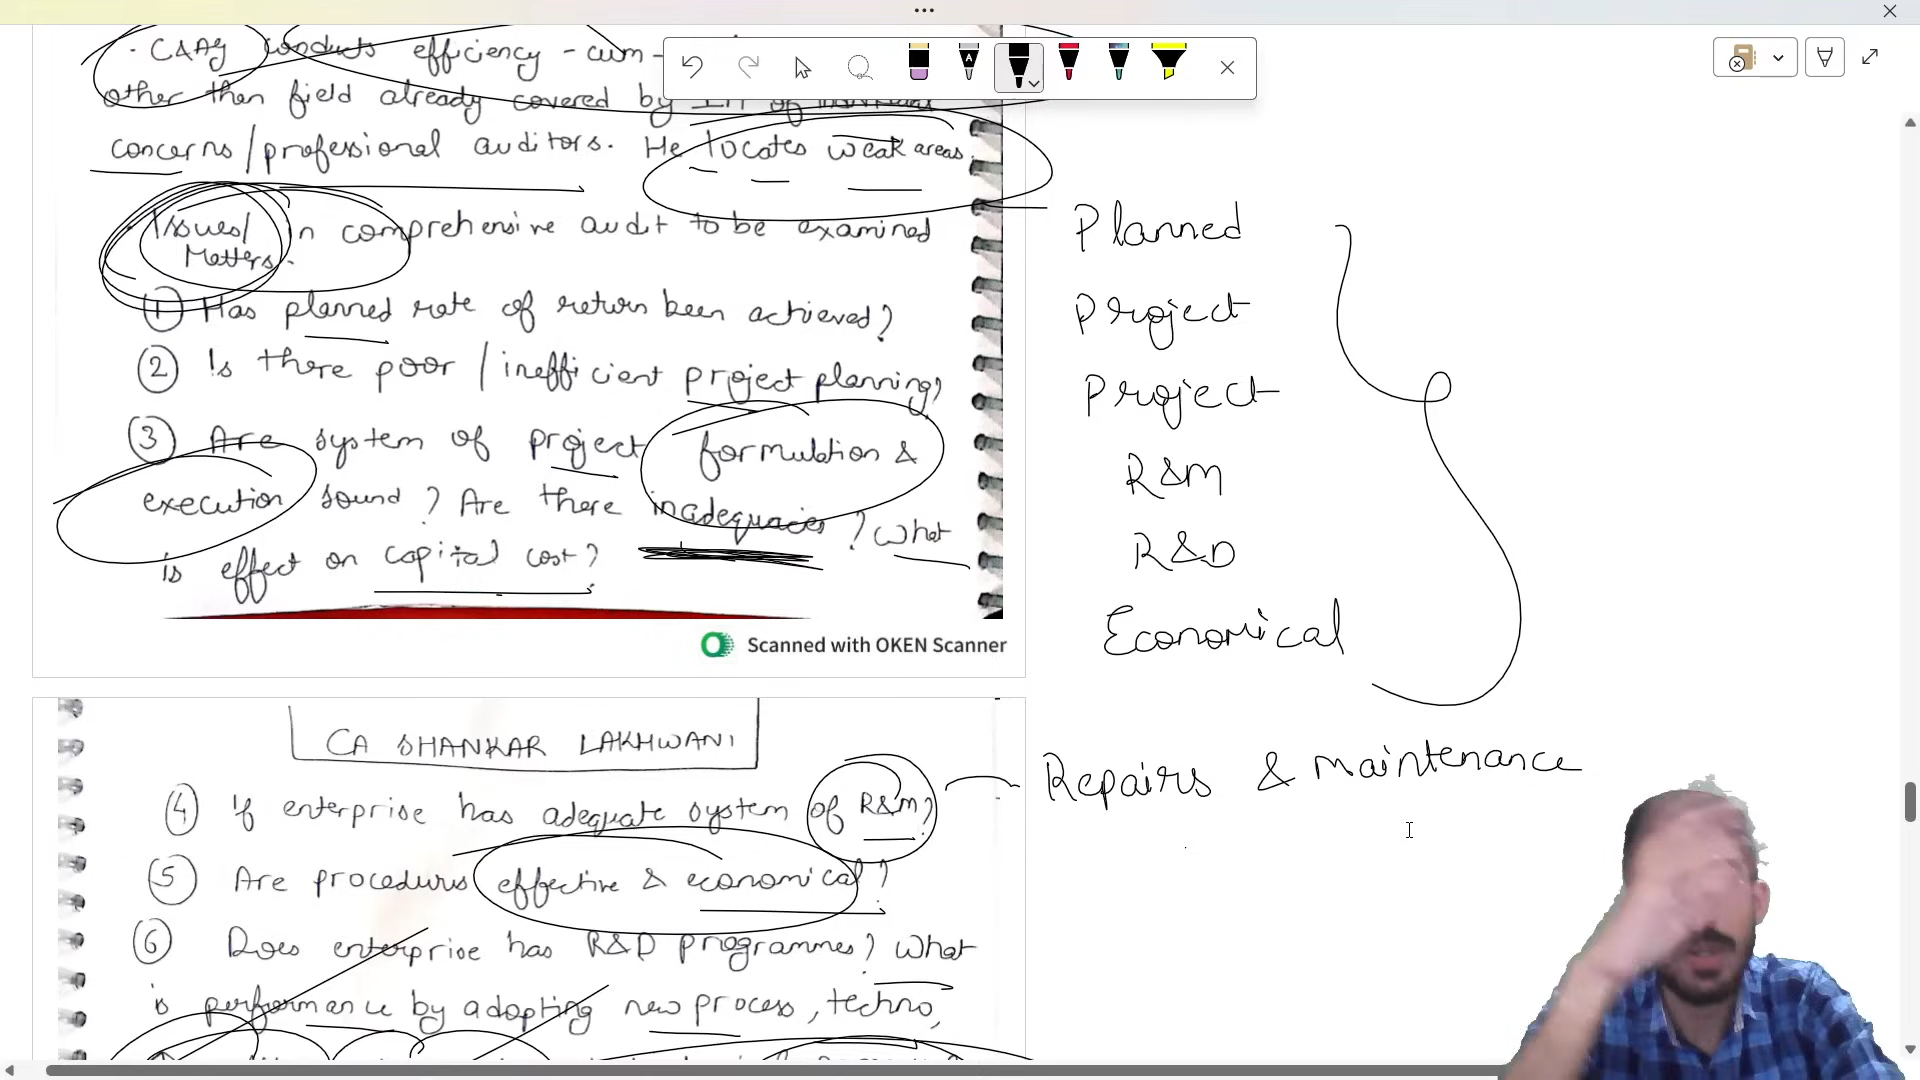 . CAAG conducts efficiency - cum -
other then field already covered by
concerns / professional auditors. He locates weak areas.
Issues/ in comprehensive audit to be examined
Matters.
① Has planned rate of return been achieved?
② Is there poor / inefficient project planning?
③ Are system of project formulation &
execution sound? Are there inadequacies? What
is effect on capital cost?
Scanned with OKEN Scanner
CA SHANKAR LAKHWANI
④ If enterprise has adequate system of R&M?
⑤ Are procedures effective & economical?
⑥ Does enterprise has R&D programmes? What
is performance by adopting new process, techno,
Planned
Project
Project
R&M
R&D
Economical
Repairs & maintenance